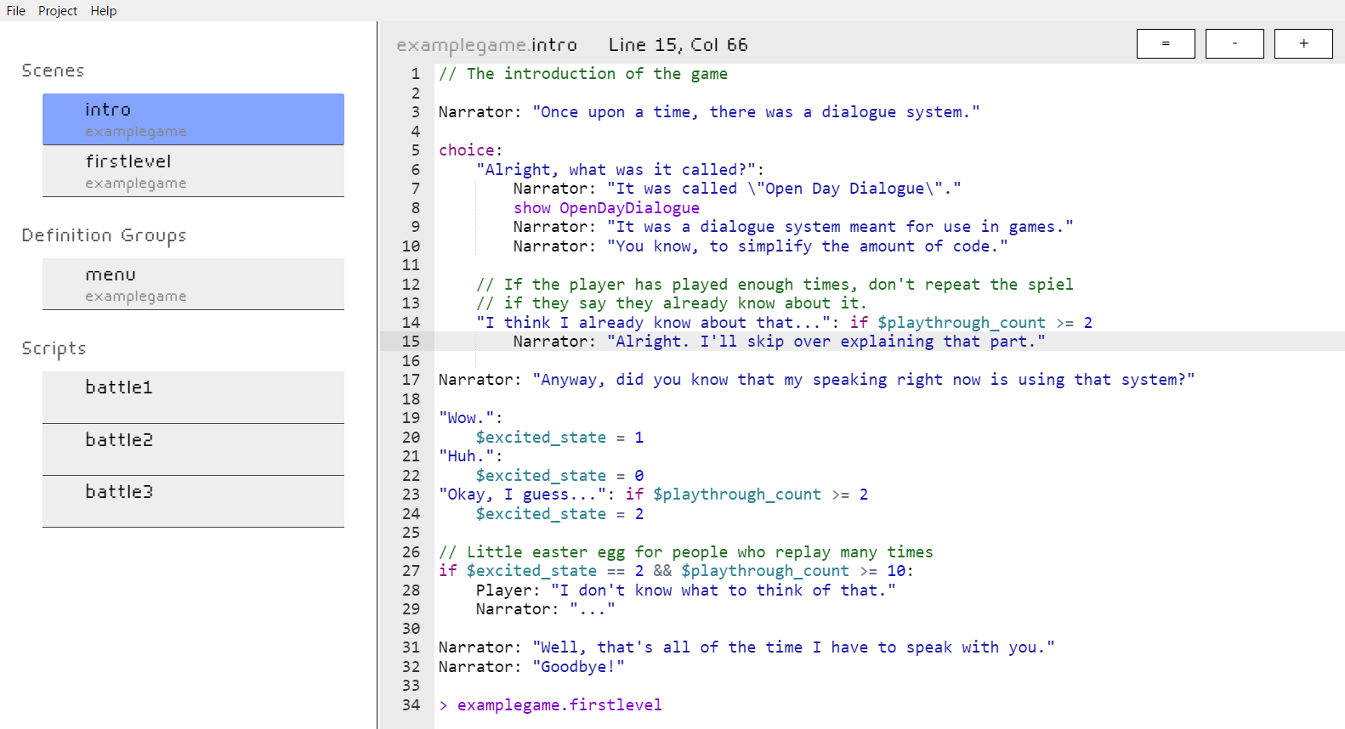 File Project Help
Scenes
intro
examplegame
firstlevel
examplegame
Definition Groups
menu
examplegame
Scripts
battle1
battle2
battle3
examplegame.intro Line 15, Col 66
= - +
1 // The introduction of the game
2
3 Narrator: "Once upon a time, there was a dialogue system."
4
5 choice:
6 "Alright, what was it called?":
7 Narrator: "It was called \"Open Day Dialogue\"."
8 show OpenDayDialogue
9 Narrator: "It was a dialogue system meant for use in games."
10 Narrator: "You know, to simplify the amount of code."
11
12 // If the player has played enough times, don't repeat the spiel
13 // if they say they already know about it.
14 "I think I already know about that...": if $playthrough_count >= 2
15 Narrator: "Alright. I'll skip over explaining that part."
16
17 Narrator: "Anyway, did you know that my speaking right now is using that system?"
18
19 "Wow.":
20 $excited_state = 1
21 "Huh.":
22 $excited_state = 0
23 "Okay, I guess...": if $playthrough_count >= 2
24 $excited_state = 2
25
26 // Little easter egg for people who replay many times
27 if $excited_state == 2 && $playthrough_count >= 10:
28 Player: "I don't know what to think of that."
29 Narrator: "..."
30
31 Narrator: "Well, that's all of the time I have to speak with you."
32 Narrator: "Goodbye!"
33
34 > examplegame.firstlevel